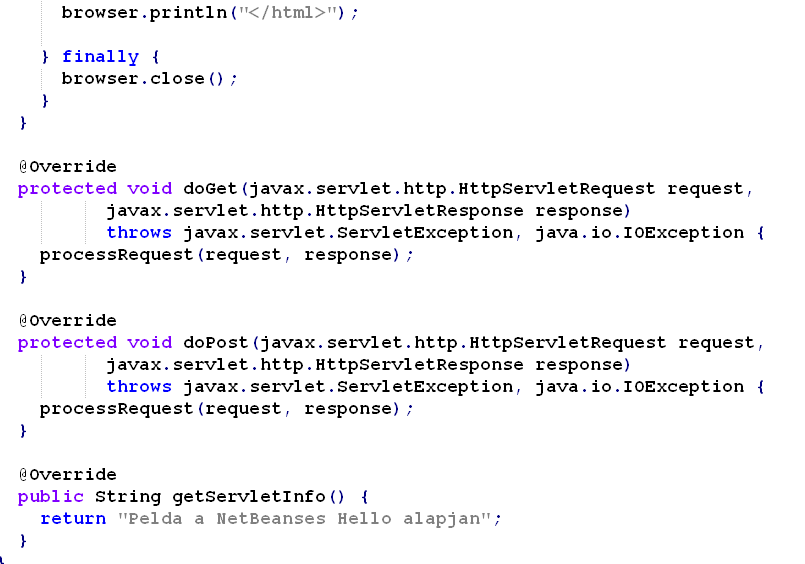 browser.println("</html>");

  } finally {
    browser.close();
  }
}

@Override
protected void doGet(javax.servlet.http.HttpServletRequest request,
        javax.servlet.http.HttpServletResponse response)
        throws javax.servlet.ServletException, java.io.IOException {
  processRequest(request, response);
}

@Override
protected void doPost(javax.servlet.http.HttpServletRequest request,
        javax.servlet.http.HttpServletResponse response)
        throws javax.servlet.ServletException, java.io.IOException {
  processRequest(request, response);
}

@Override
public String getServletInfo() {
  return "Pelda a NetBeanses Hello alapjan";
}